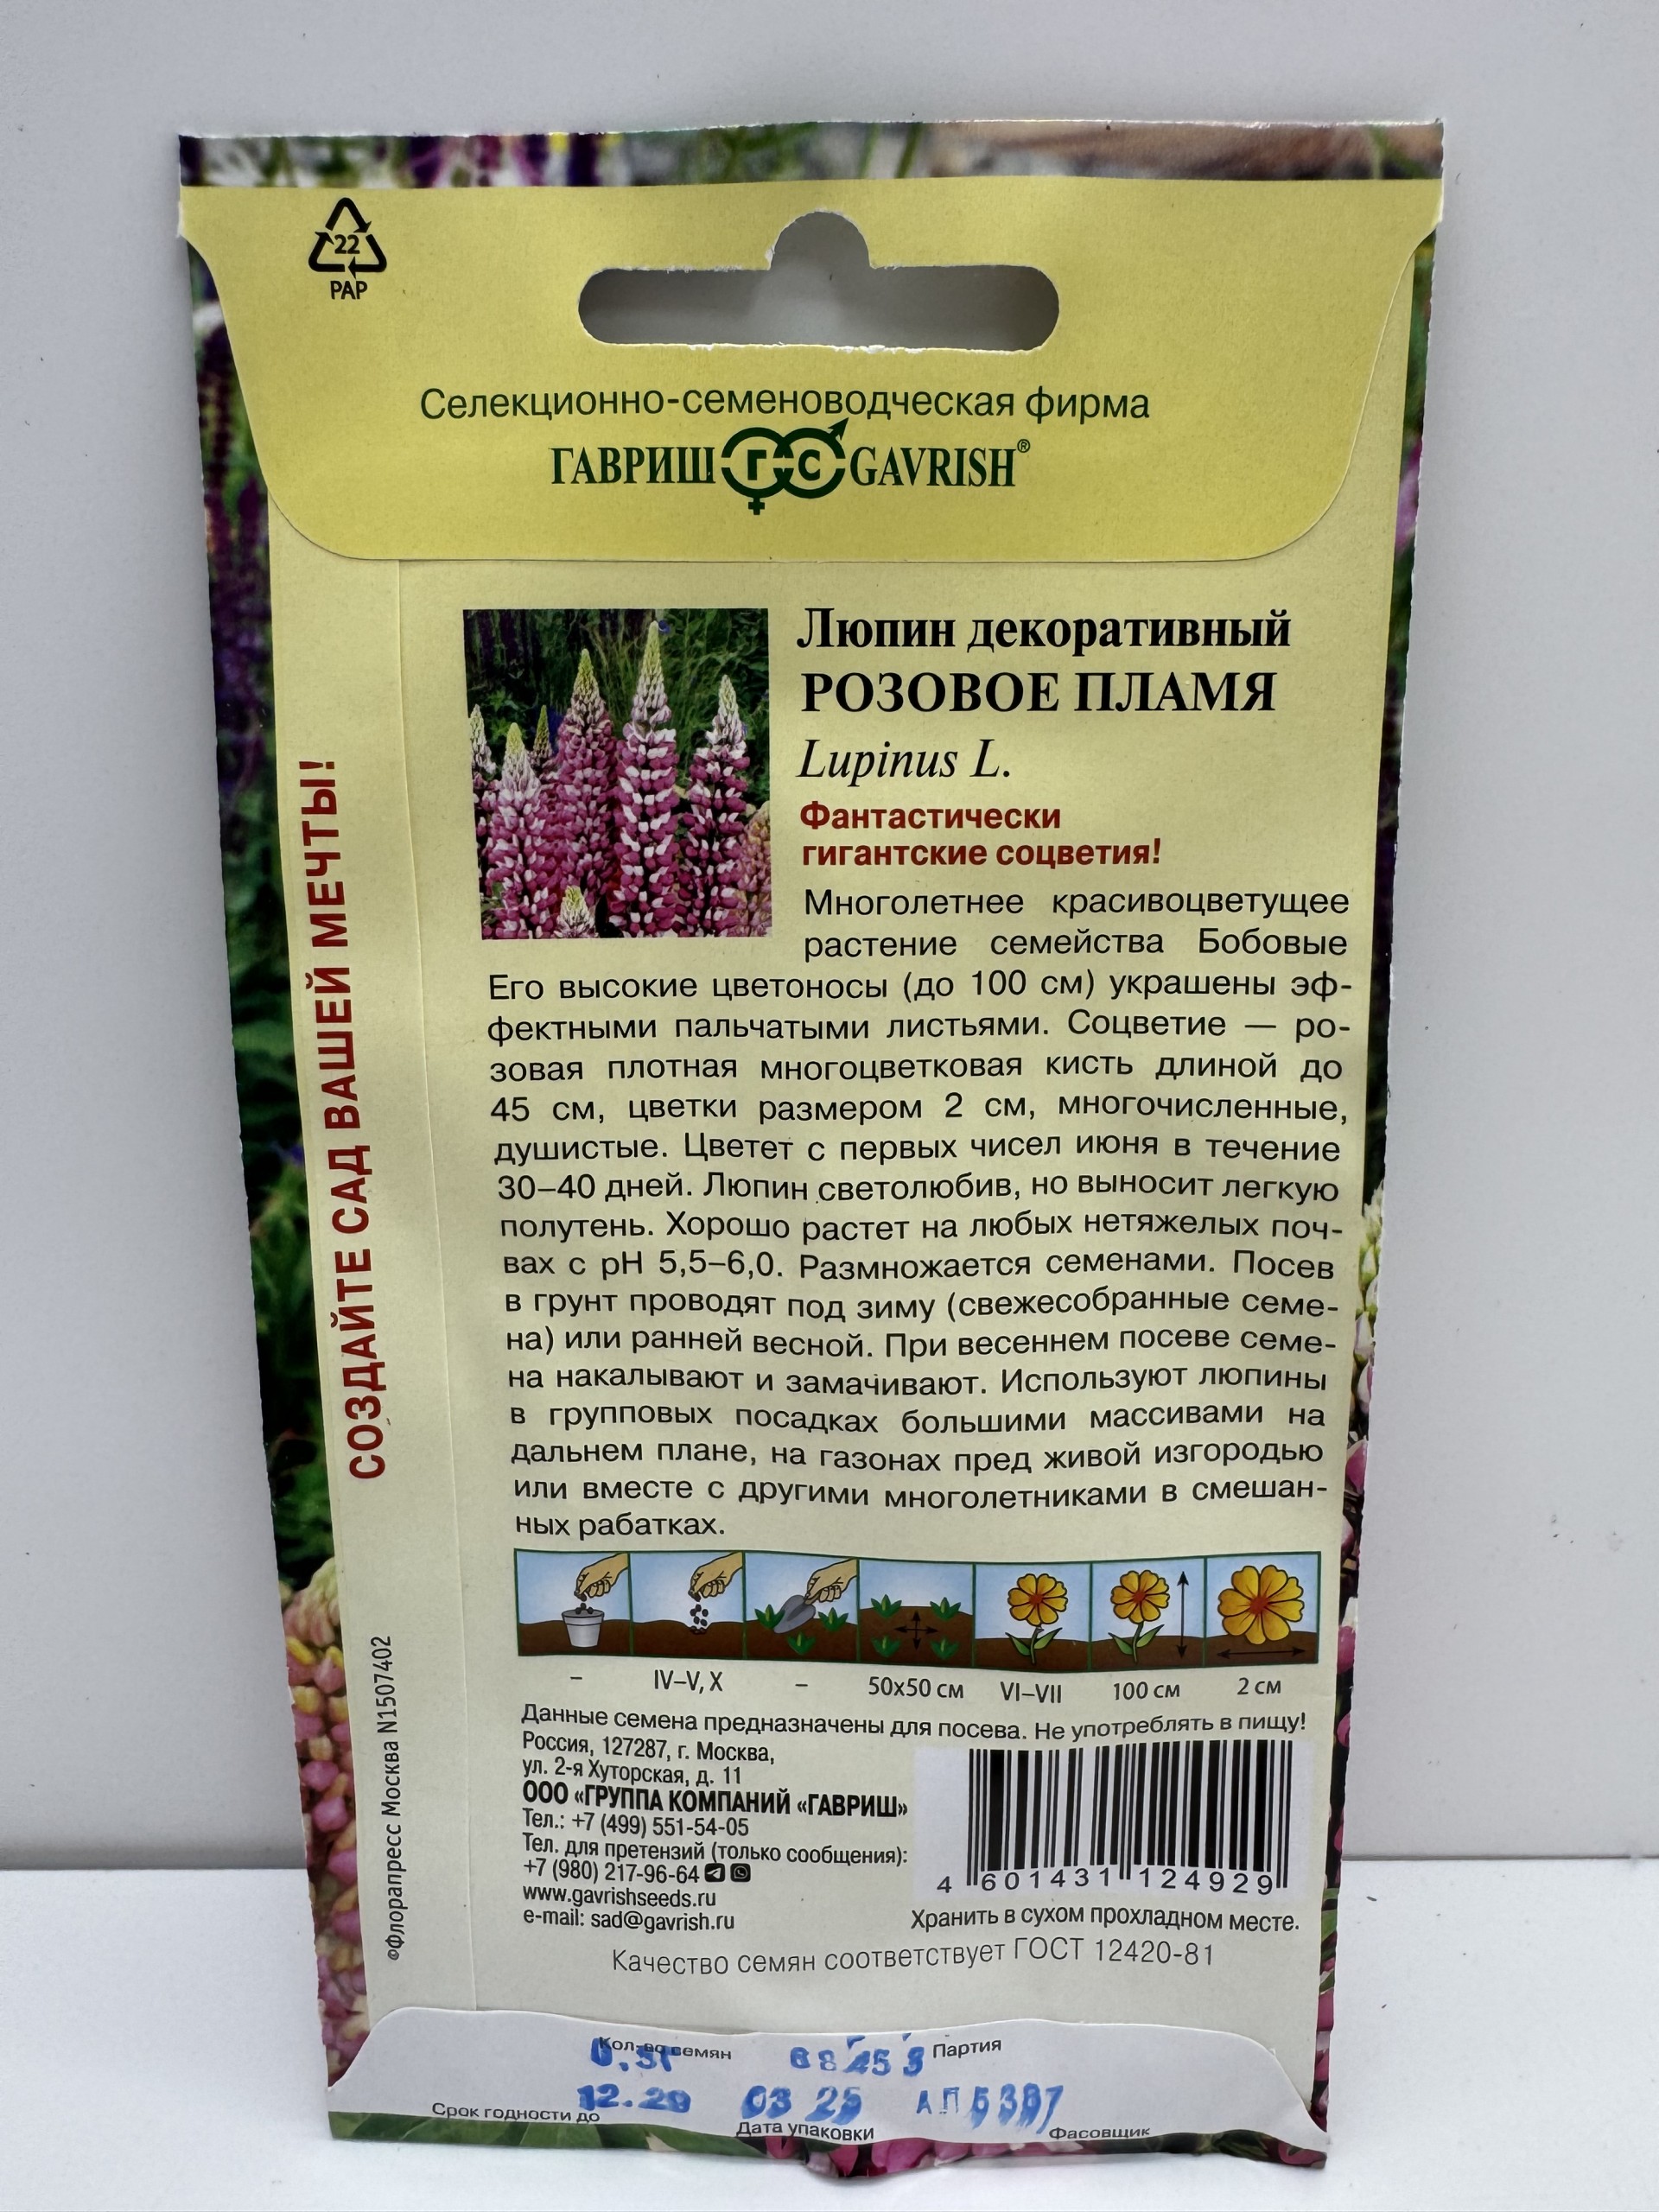 22
PAP
Селекционно-семеноводческая фирма
ГАВРИШ ГС GAVRISH®
Люпин декоративный
РОЗОВОЕ ПЛАМЯ
Lupinus L.
Фантастически
гигантские соцветия!
Многолетнее красивоцветущее
растение семейства Бобовые
Его высокие цветоносы (до 100 см) украшены эф-
фектными пальчатыми листьями. Соцветие — ро-
зовая плотная многоцветковая кисть длиной до
45 см, цветки размером 2 см, многочисленные,
душистые. Цветет с первых чисел июня в течение
30–40 дней. Люпин светолюбив, но выносит легкую
полутень. Хорошо растет на любых нетяжелых поч-
вах с pH 5,5–6,0. Размножается семенами. Посев
в грунт проводят под зиму (свежесобранные семе-
на) или ранней весной. При весеннем посеве семе-
на накалывают и замачивают. Используют люпины
в групповых посадках большими массивами на
дальнем плане, на газонах пред живой изгородью
или вместе с другими многолетниками в смешан-
ных рабатках.
– IV–V, X – 50х50 см VI–VII 100 см 2 см
Данные семена предназначены для посева. Не употреблять в пищу!
Россия, 127287, г. Москва,
ул. 2-я Хуторская, д. 11
ООО «ГРУППА КОМПАНИЙ «ГАВРИШ»
Тел.: +7 (499) 551-54-05
Тел. для претензий (только сообщения):
+7 (980) 217-96-64
www.gavrishseeds.ru
e-mail: sad@gavrish.ru
4 601431 124929
Хранить в сухом прохладном месте.
Качество семян соответствует ГОСТ 12420-81
СОЗДАЙТЕ САД ВАШЕЙ МЕЧТЫ!
©Флорапресс Москва N1507402
Кол-во семян Партия
03 25
Срок годности до Дата упаковки Фасовщик